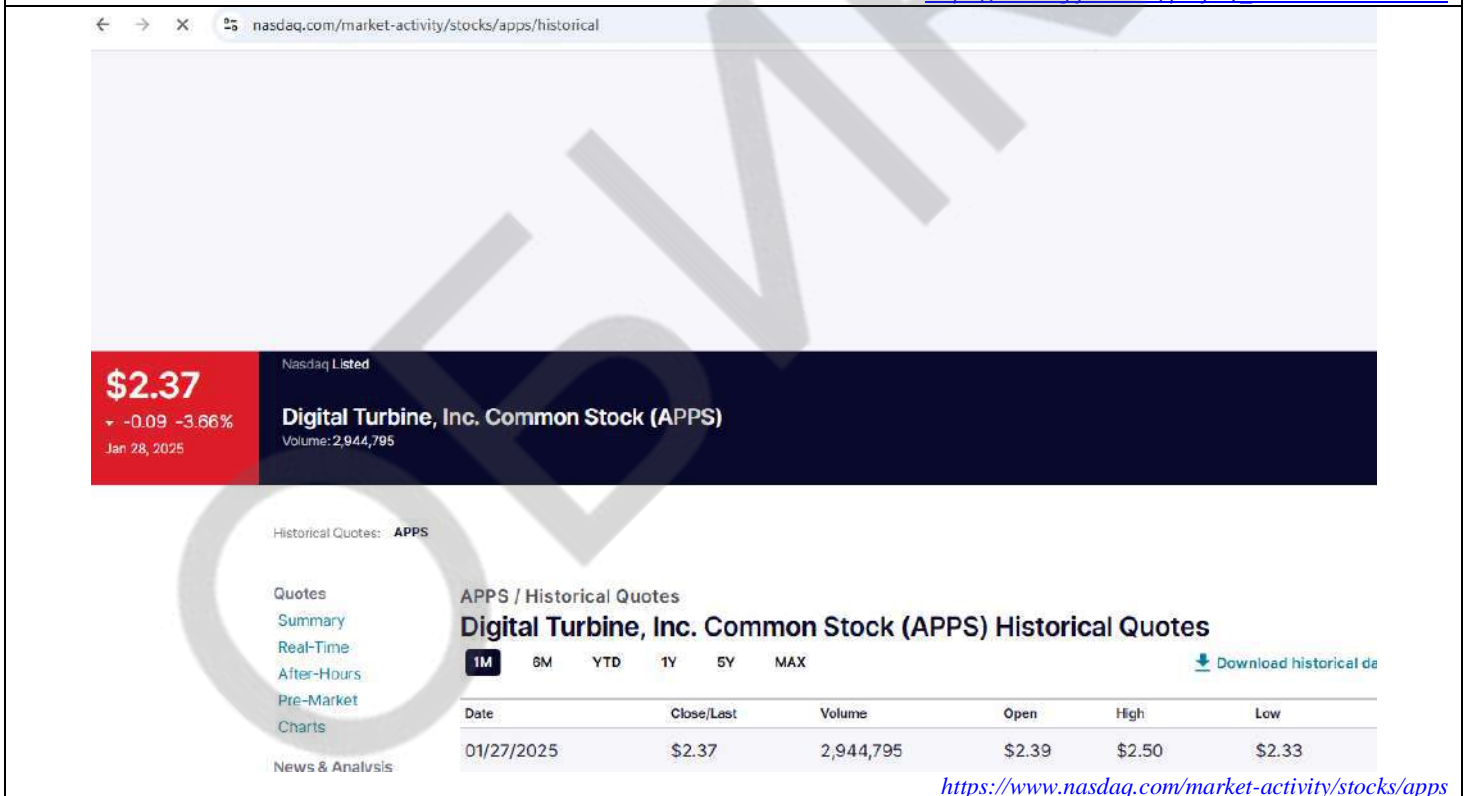 nasdaq.com/market-activity/stocks/apps/historical
$2.37
-0.09 -3.66%
Jan 28, 2025
Nasdaq Listed
Digital Turbine, Inc. Common Stock (APPS)
Volume: 2,944,795
Historical Quotes: APPS
Quotes
Summary
Real-Time
After-Hours
Pre-Market
Charts
News & Analysis
APPS / Historical Quotes
Digital Turbine, Inc. Common Stock (APPS) Historical Quotes
1M 6M YTD 1Y 5Y MAX
Download historical da
Date Close/Last Volume Open High Low
01/27/2025 $2.37 2,944,795 $2.39 $2.50 $2.33
https://www.nasdaq.com/market-activity/stocks/apps